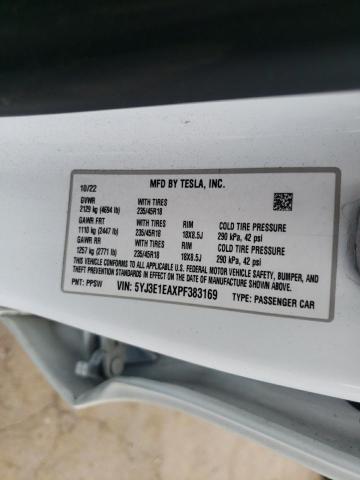 MFD BY TESLA, INC.
10/22
GVWR WITH TIRES
2129 kg (4694 lb) 235/45R18
GAWR FRT WITH TIRES RIM COLD TIRE PRESSURE
1110 kg (2447 lb) 235/45R18 18X8.5J 290 kPa, 42 psi
GAWR RR WITH TIRES RIM COLD TIRE PRESSURE
1257 kg (2771 lb) 235/45R18 18X8.5J 290 kPa, 42 psi
THIS VEHICLE CONFORMS TO ALL APPLICABLE U.S. FEDERAL MOTOR VEHICLE SAFETY, BUMPER, AND
THEFT PREVENTION STANDARDS IN EFFECT ON THE DATE OF MANUFACTURE SHOWN ABOVE.
PMT: PPSW VIN: 5YJ3E1EAXPF383169 TYPE: PASSENGER CAR